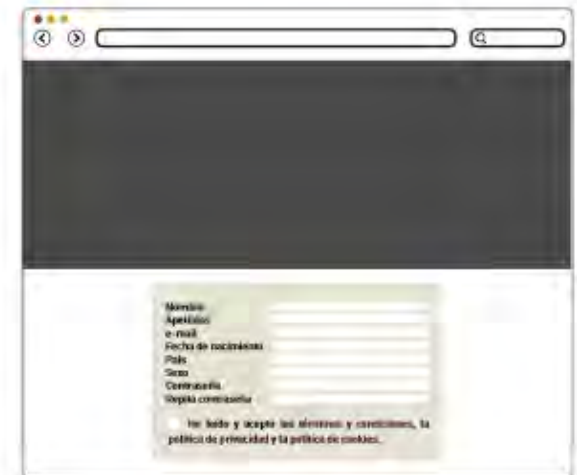 Nombre
Apellidos
e-mail
Fecha de nacimiento
País
Sexo
Contraseña
Repita contraseña
He leído y acepto los términos y condiciones, la
política de privacidad y la política de cookies.